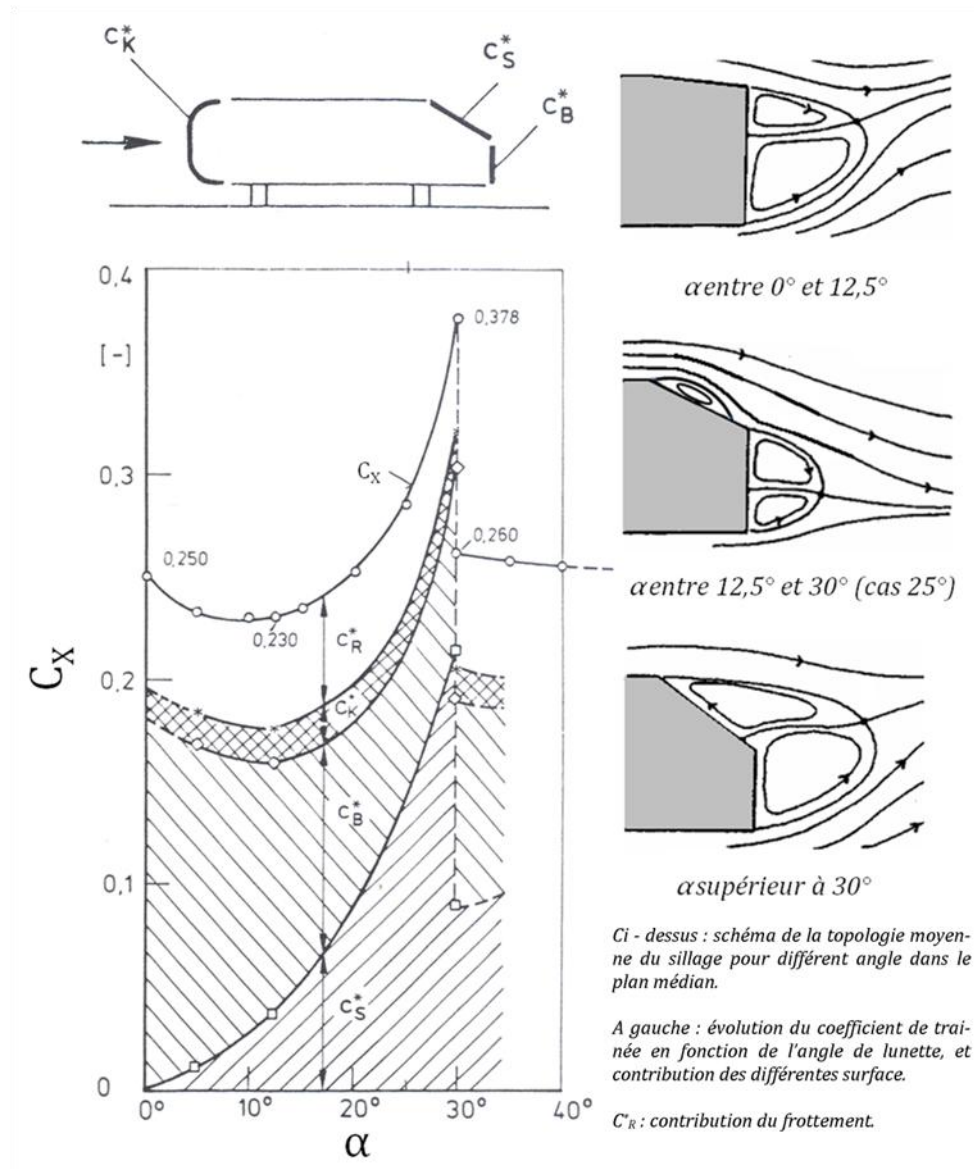 C*K
C*S
C*B
0,4
[-]
0,3
0,2
0,1
0
Cx
0,378
Cx
0,250
0,260
0,230
C*R
C*K
C*B
C*S
0° 10° 20° 30° 40°
α
α entre 0° et 12,5°
α entre 12,5° et 30° (cas 25°)
α supérieur à 30°
Ci - dessus : schéma de la topologie moyen-
ne du sillage pour différent angle dans le
plan médian.
A gauche : évolution du coefficient de trai-
née en fonction de l'angle de lunette, et
contribution des différentes surface.
C*R : contribution du frottement.